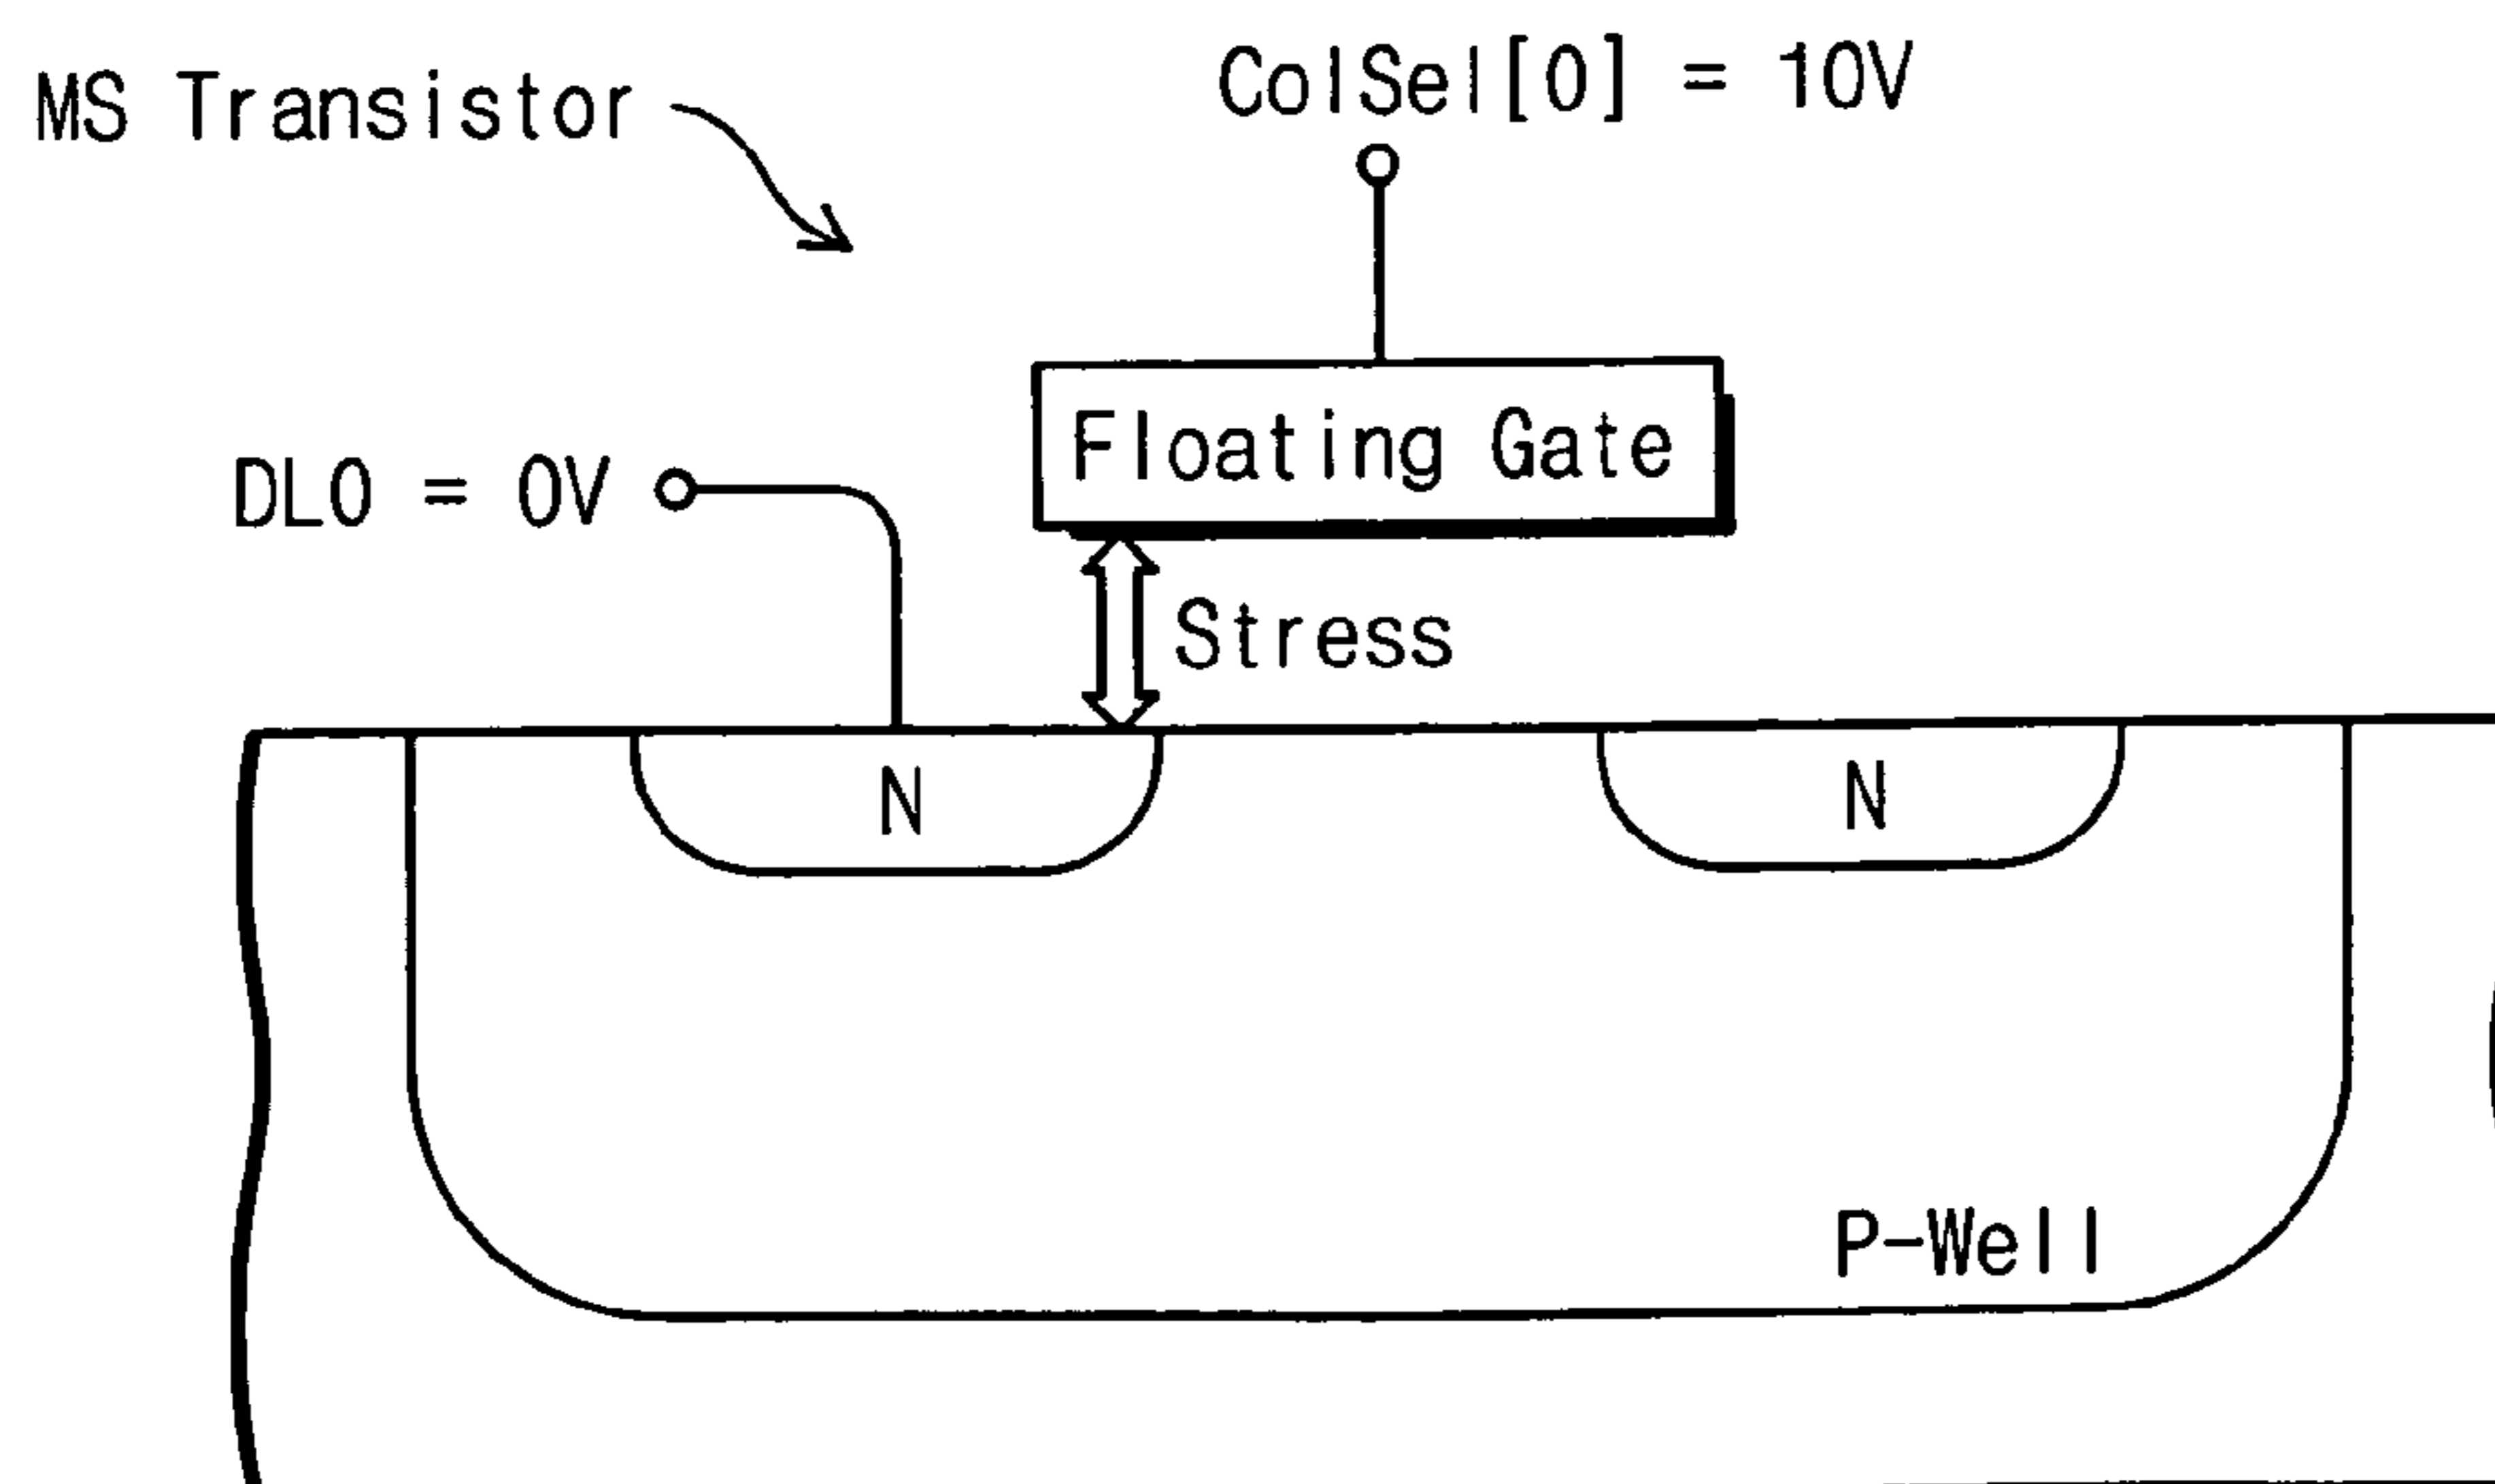 MS Transistor
ColSel[0] = 10V
Floating Gate
DL0 = 0V
Stress
N
N
P-Well